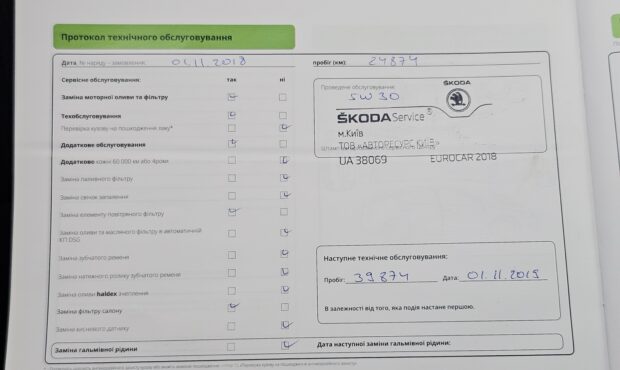 Протокол технічного обслуговування
Дата, № наряду - замовлення: 01.11.2018 пробіг (км): 24874
Сервісне обслуговування: так ні
Заміна моторної оливи та фільтру
Техобслуговування
Перевірка кузову на пошкодження лаку*
Додаткове обслуговування
Додатково кожні 60 000 км або 4роки
Заміна паливного фільтру
Заміна свічок запалення
Заміна елементу повітряного фільтру
Заміна оливи та масляного фільтру в автоматичній
КП DSG
Заміна зубчатого ременя
Заміна натяжного ролику зубчатого ременя
Заміна оливи haldex зчеплення
Заміна фільтру салону
Заміна кисневого датчику
Заміна гальмівної рідини
Проведене обслуговування:
5W30
ŠKODA
ŠKODA Service®
м.Київ
ТОВ «АВТОРЕСУРС КИЇВ»
UA 38069 EUROCAR 2018
Наступне технічне обслуговування:
Пробіг: 39874 Дата: 01.11.2019
В залежності від того, яка подія настане першою.
Дата наступної заміни гальмівної рідини: